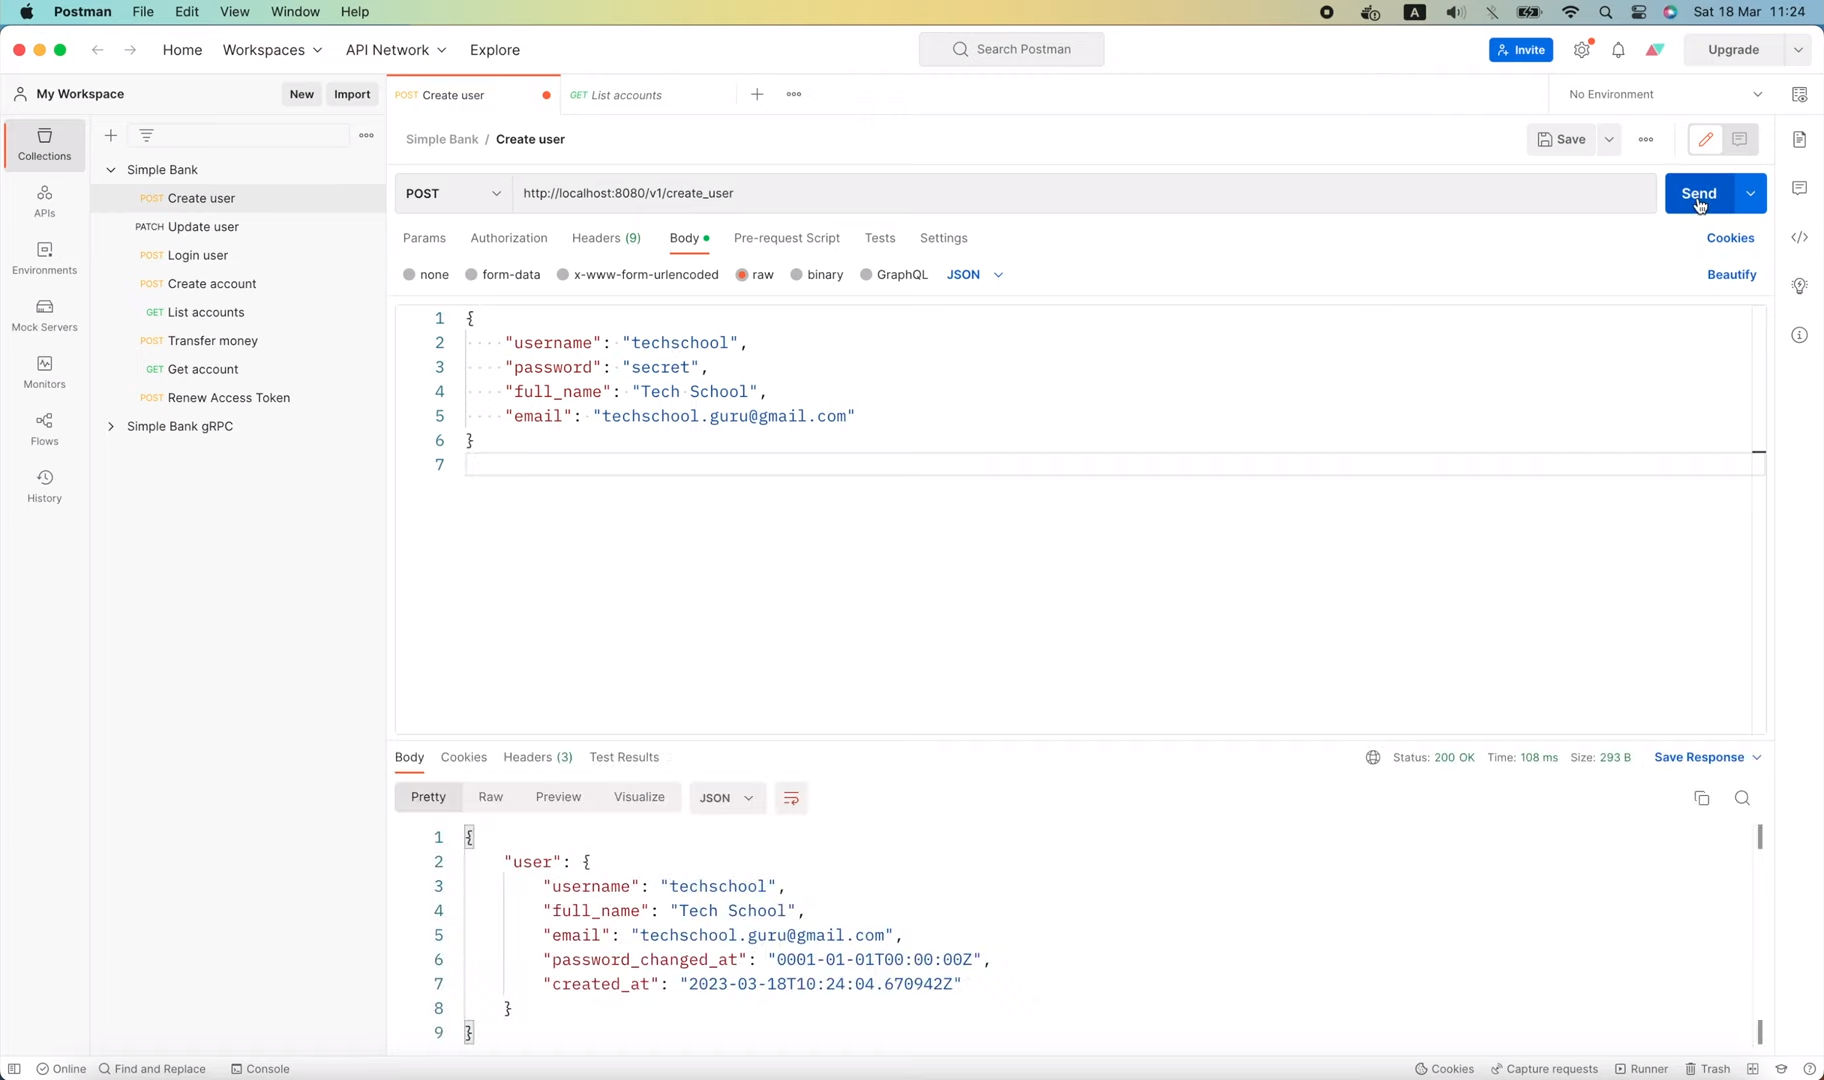 Postman File Edit View Window Help A Sat 18 Mar 11:24
Home Workspaces API Network Explore Search Postman Invite Upgrade
My Workspace New Import POST Create user GET List accounts No Environment
Collections
APIs
Environments
Mock Servers
Monitors
Flows
History
Simple Bank
POST Create user
PATCH Update user
POST Login user
POST Create account
GET List accounts
POST Transfer money
GET Get account
POST Renew Access Token
Simple Bank gRPC
Simple Bank / Create user Save
POST http://localhost:8080/v1/create_user Send
Params Authorization Headers (9) Body Pre-request Script Tests Settings Cookies
none form-data x-www-form-urlencoded raw binary GraphQL JSON Beautify
1 {
2 "username": "techschool",
3 "password": "secret",
4 "full_name": "Tech School",
5 "email": "techschool.guru@gmail.com"
6 }
7
Body Cookies Headers (3) Test Results Status: 200 OK Time: 108 ms Size: 293 B Save Response
Pretty Raw Preview Visualize JSON
1 {
2 "user": {
3 "username": "techschool",
4 "full_name": "Tech School",
5 "email": "techschool.guru@gmail.com",
6 "password_changed_at": "0001-01-01T00:00:00Z",
7 "created_at": "2023-03-18T10:24:04.670942Z"
8 }
9 }
Online Find and Replace Console Cookies Capture requests Runner Trash